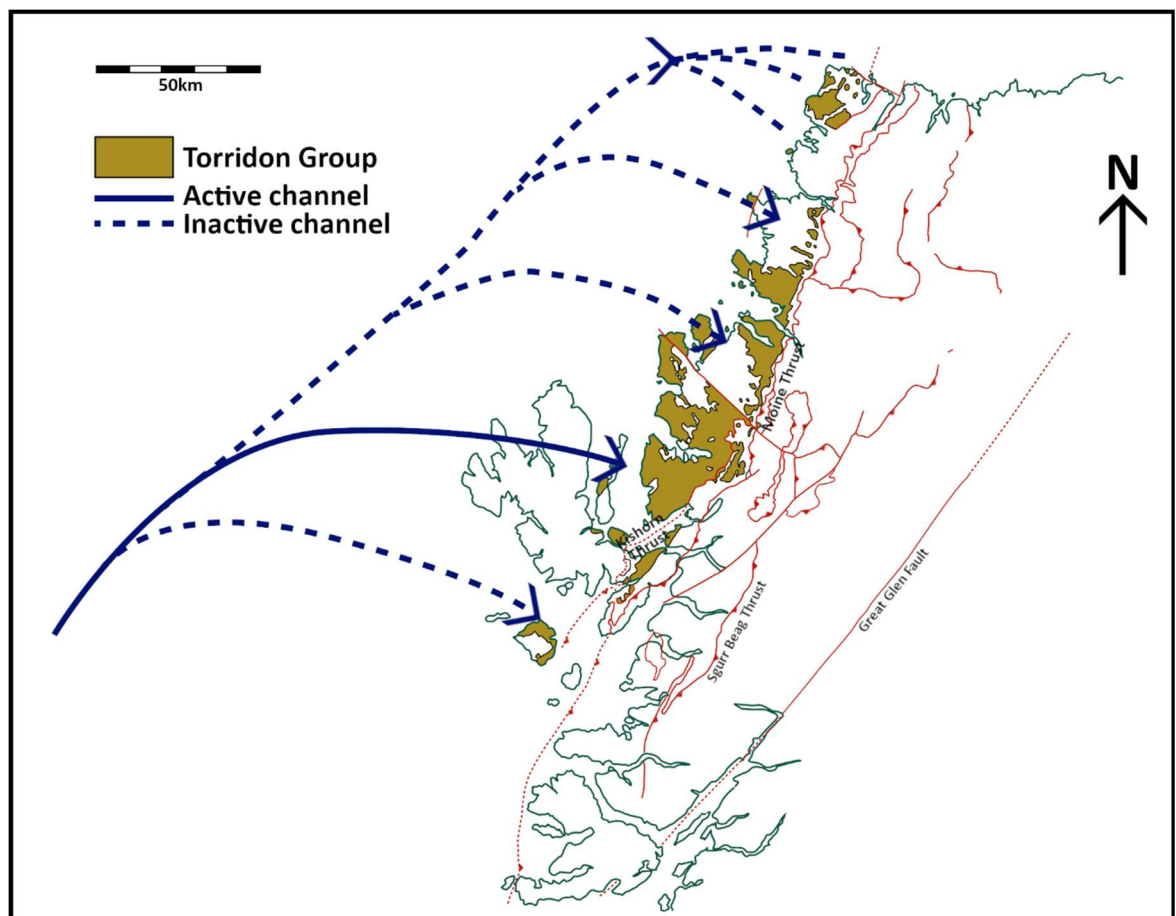 50km
Torridon Group
Active channel
Inactive channel
N
Moine Thrust
Kishorn
Thrust
Sgurr Beag Thrust
Great Glen Fault